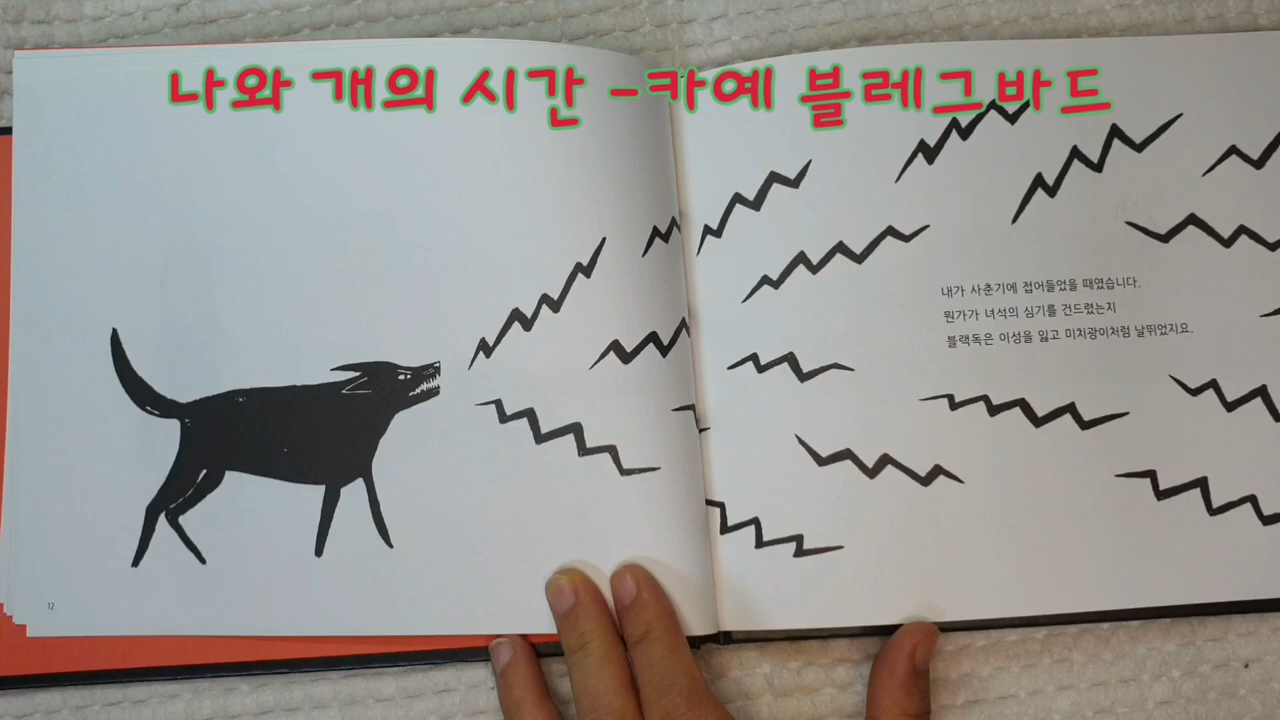 나와 개의 시간 -카예 블레그바드
내가 사춘기에 접어들었을 때였습니다.
뭔가가 녀석의 심기를 건드렸는지
블랙독은 이성을 잃고 미치광이처럼 날뛰었지요.
12